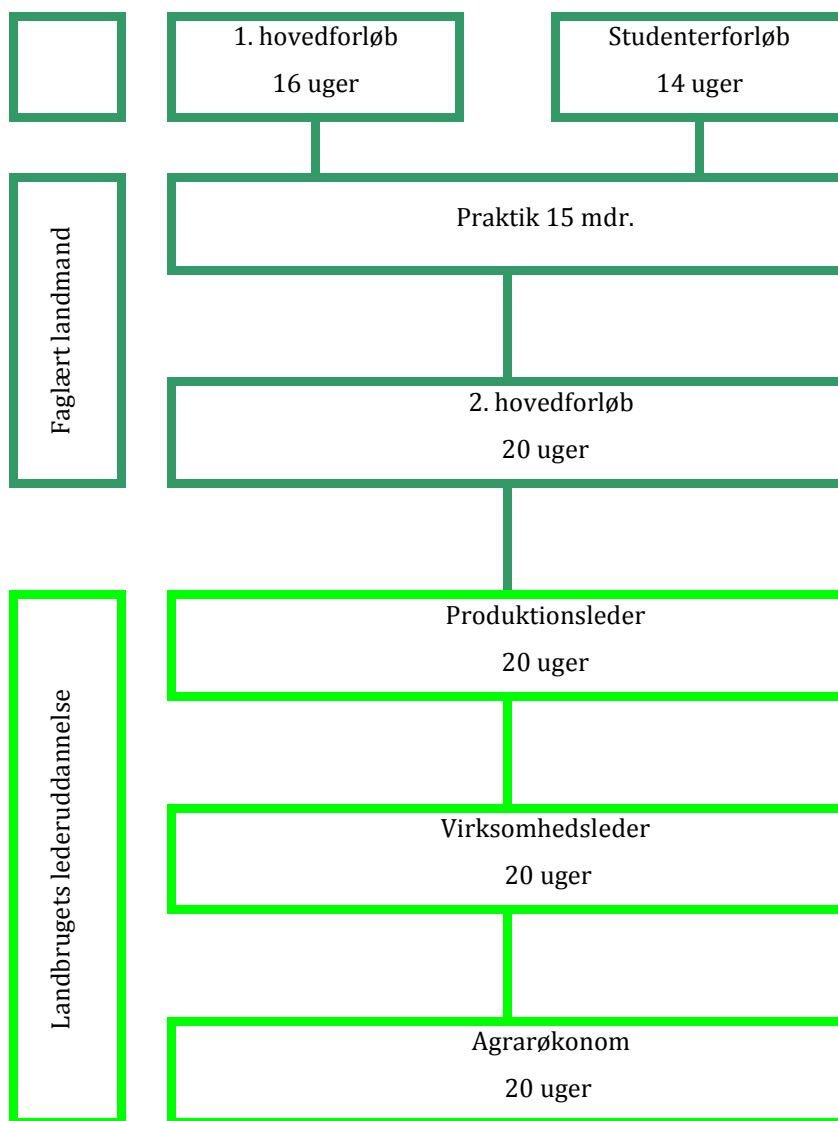 1. hovedforløb
16 uger
Studenterforløb
14 uger
Faglært landmand
Praktik 15 mdr.
2. hovedforløb
20 uger
Landbrugets lederuddannelse
Produktionsleder
20 uger
Virksomhedsleder
20 uger
Agrarøkonom
20 uger